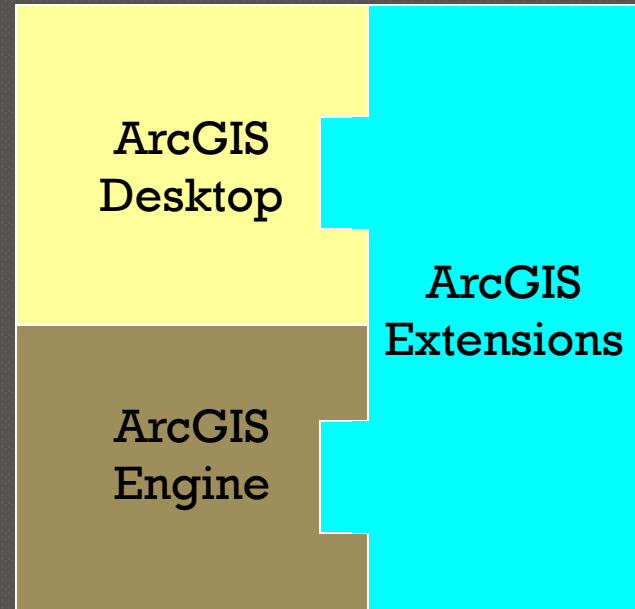 ArcGIS
Desktop
ArcGIS
Extensions
ArcGIS
Engine